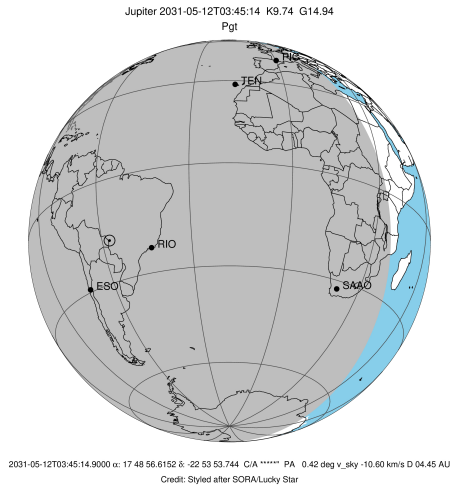 Jupiter 2031-05-12T03:45:14 K9.74 G14.94
Pgt
PIC
TEN
RIO
ESO
SAAO
2031-05-12T03:45:14.9000 α: 17 48 56.6152 δ: -22 53 53.744 C/A *****" PA 0.42 deg v_sky -10.60 km/s D 04.45 AU
Credit: Styled after SORA/Lucky Star